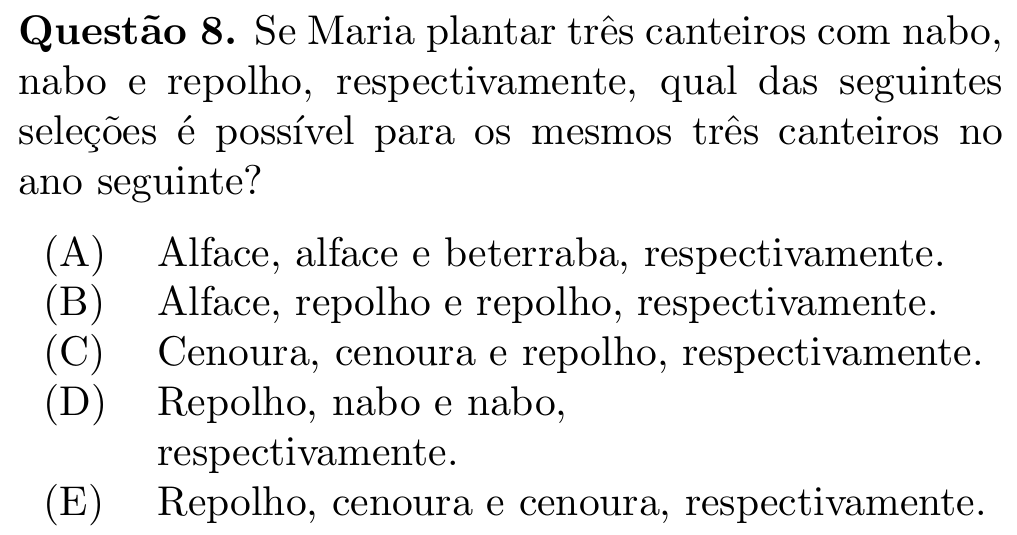 Questão 8. Se Maria plantar três canteiros com nabo,
nabo e repolho, respectivamente, qual das seguintes
seleções é possível para os mesmos três canteiros no
ano seguinte?
(A) Alface, alface e beterraba, respectivamente.
(B) Alface, repolho e repolho, respectivamente.
(C) Cenoura, cenoura e repolho, respectivamente.
(D) Repolho, nabo e nabo,
respectivamente.
(E) Repolho, cenoura e cenoura, respectivamente.